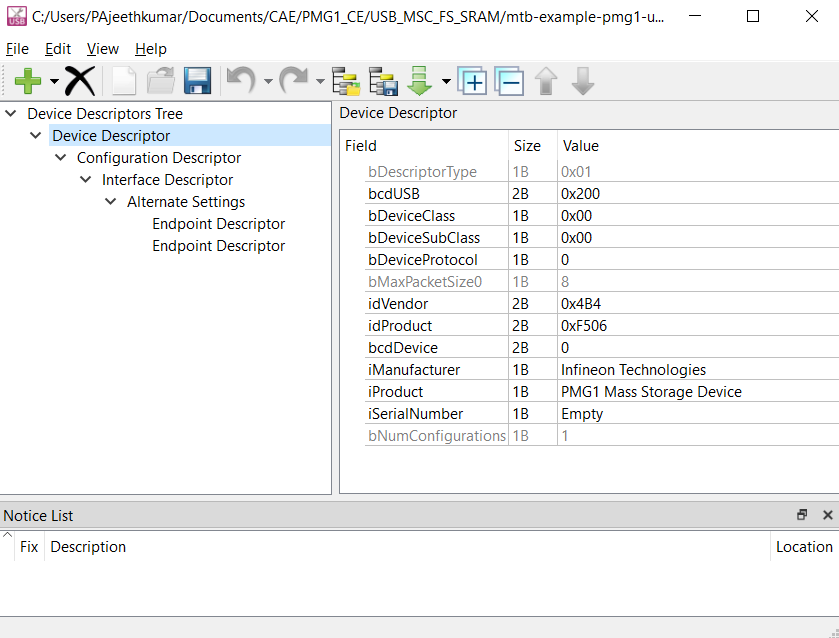 C:/Users/PAjeethkumar/Documents/CAE/PMG1_CE/USB_MSC_FS_SRAM/mtb-example-pmg1-u...
File Edit View Help
Device Descriptors Tree
Device Descriptor
Configuration Descriptor
Interface Descriptor
Alternate Settings
Endpoint Descriptor
Endpoint Descriptor
Device Descriptor
Field Size Value
bDescriptorType 1B 0x01
bcdUSB 2B 0x200
bDeviceClass 1B 0x00
bDeviceSubClass 1B 0x00
bDeviceProtocol 1B 0
bMaxPacketSize0 1B 8
idVendor 2B 0x4B4
idProduct 2B 0xF506
bcdDevice 2B 0
iManufacturer 1B Infineon Technologies
iProduct 1B PMG1 Mass Storage Device
iSerialNumber 1B Empty
bNumConfigurations 1B 1
Notice List
Fix Description Location